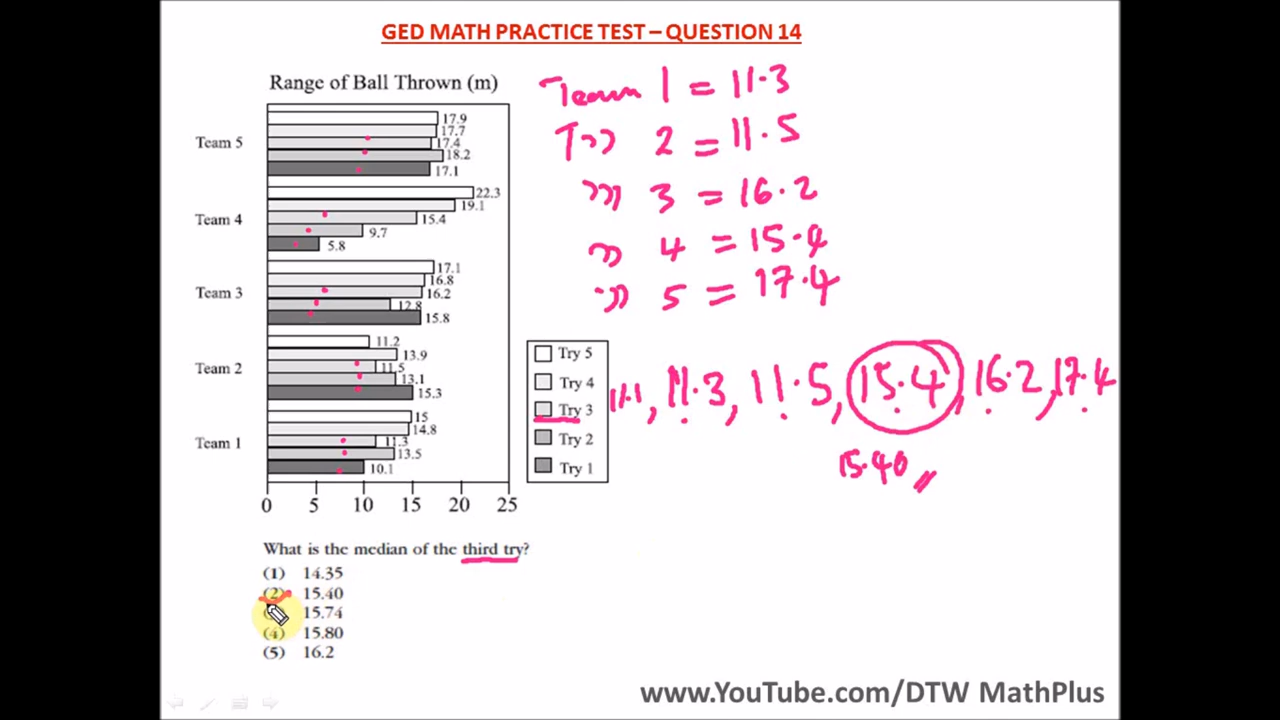 GED MATH PRACTICE TEST – QUESTION 14
Range of Ball Thrown (m)
Team 5
17.9
17.7
17.4
18.2
17.1
Team 4
22.3
19.1
15.4
9.7
5.8
Team 3
17.1
16.8
16.2
12.8
15.8
Team 2
11.2
13.9
11.5
13.1
15.3
Team 1
15
14.8
11.3
13.5
10.1
0 5 10 15 20 25
Try 5
Try 4
Try 3
Try 2
Try 1
Team 1 = 11.3
2 = 11.5
3 = 16.2
4 = 15.4
5 = 17.4
11.1, 11.3, 11.5, 15.4, 16.2, 17.4
15.40
What is the median of the third try?
(1) 14.35
(2) 15.40
15.74
(4) 15.80
(5) 16.2
www.YouTube.com/DTW MathPlus